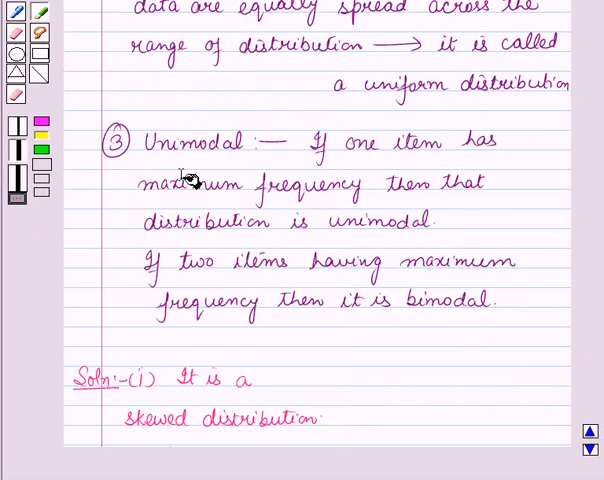 data are equally spread across the
range of distribution → it is called
a uniform distribution
③ Unimodal :— If one item has
maximum frequency then that
distribution is unimodal.
If two items having maximum
frequency then it is bimodal.
Soln:-(i) It is a
skewed distribution.